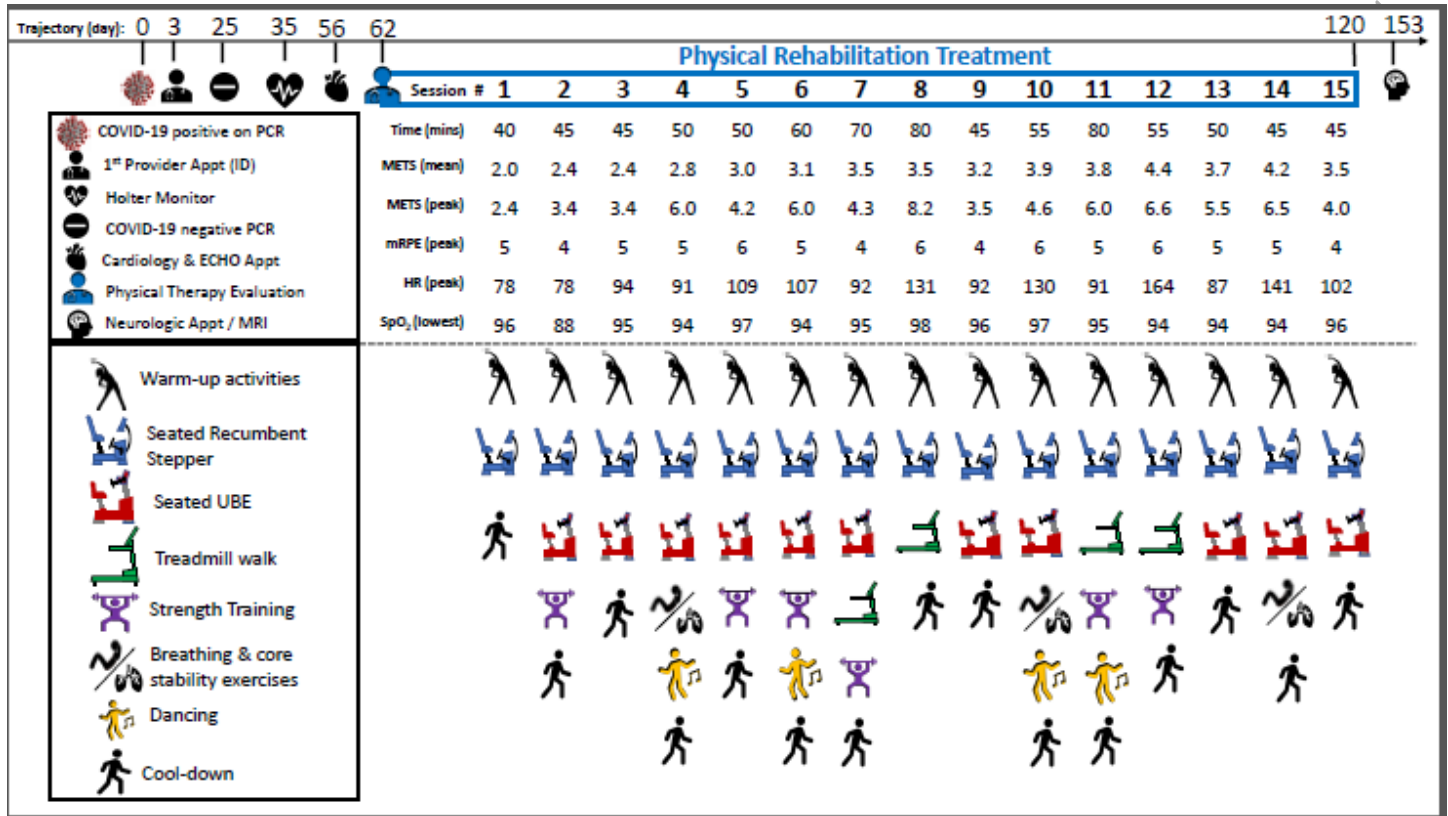 Trajectory (day): 0 3 25 35 56 62 120 153
Physical Rehabilitation Treatment
Session # 1 2 3 4 5 6 7 8 9 10 11 12 13 14 15
COVID-19 positive on PCR
1st Provider Appt (ID)
Holter Monitor
COVID-19 negative PCR
Cardiology & ECHO Appt
Physical Therapy Evaluation
Neurologic Appt / MRI
Time (mins) 40 45 45 50 50 60 70 80 45 55 80 55 50 45 45
METS (mean) 2.0 2.4 2.4 2.8 3.0 3.1 3.5 3.5 3.2 3.9 3.8 4.4 3.7 4.2 3.5
METS (peak) 2.4 3.4 3.4 6.0 4.2 6.0 4.3 8.2 3.5 4.6 6.0 6.6 5.5 6.5 4.0
mRPE (peak) 5 4 5 5 6 5 4 6 4 6 5 6 5 5 4
HR (peak) 78 78 94 91 109 107 92 131 92 130 91 164 87 141 102
SpO₂ (lowest) 96 88 95 94 97 94 95 98 96 97 95 94 94 94 96
Warm-up activities
Seated Recumbent
Stepper
Seated UBE
Treadmill walk
Strength Training
Breathing & core
stability exercises
Dancing
Cool-down